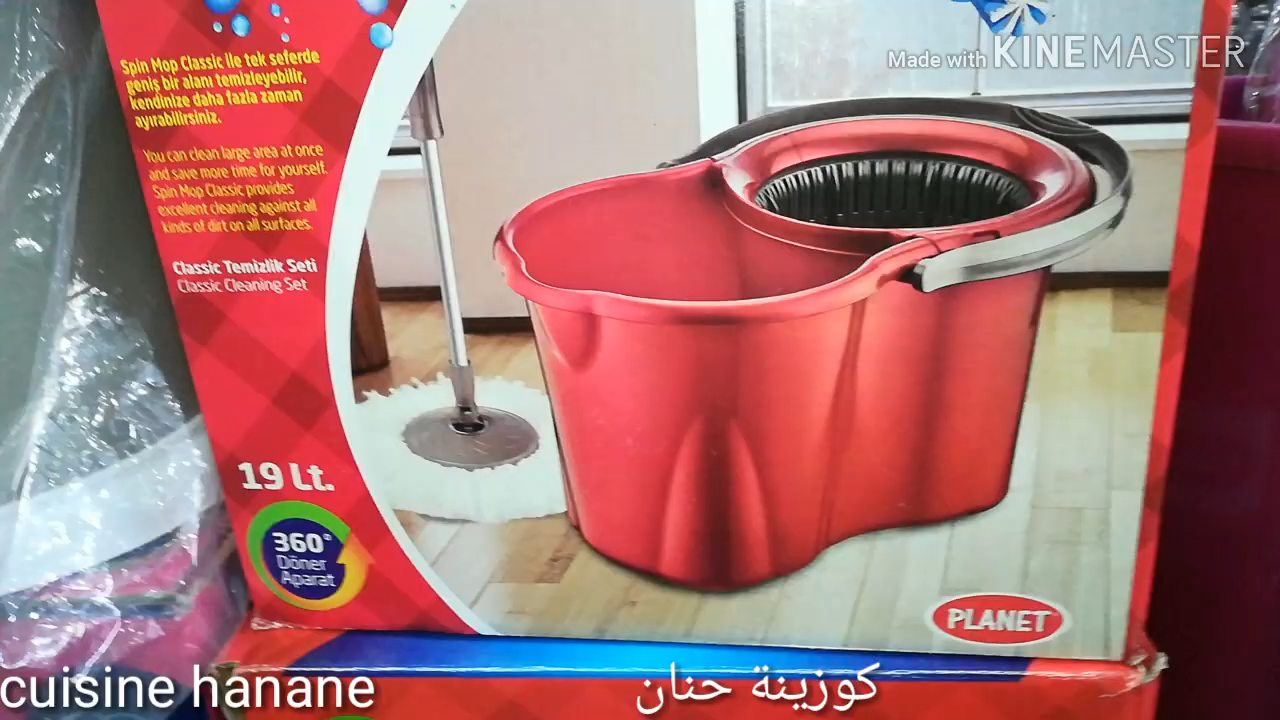 Made with KINEMASTER
Spin Mop Classic ile tek seferde
geniş bir alanı temizleyebilir,
kendinize daha fazla zaman
ayırabilirsiniz.
You can clean large area at once
and save more time for yourself.
Spin Mop Classic provides
excellent cleaning against all
kinds of dirt on all surfaces.
Classic Temizlik Seti
Classic Cleaning Set
19 Lt.
360°
Döner
Aparat
PLANET
cuisine hanane
كوزينة حنان